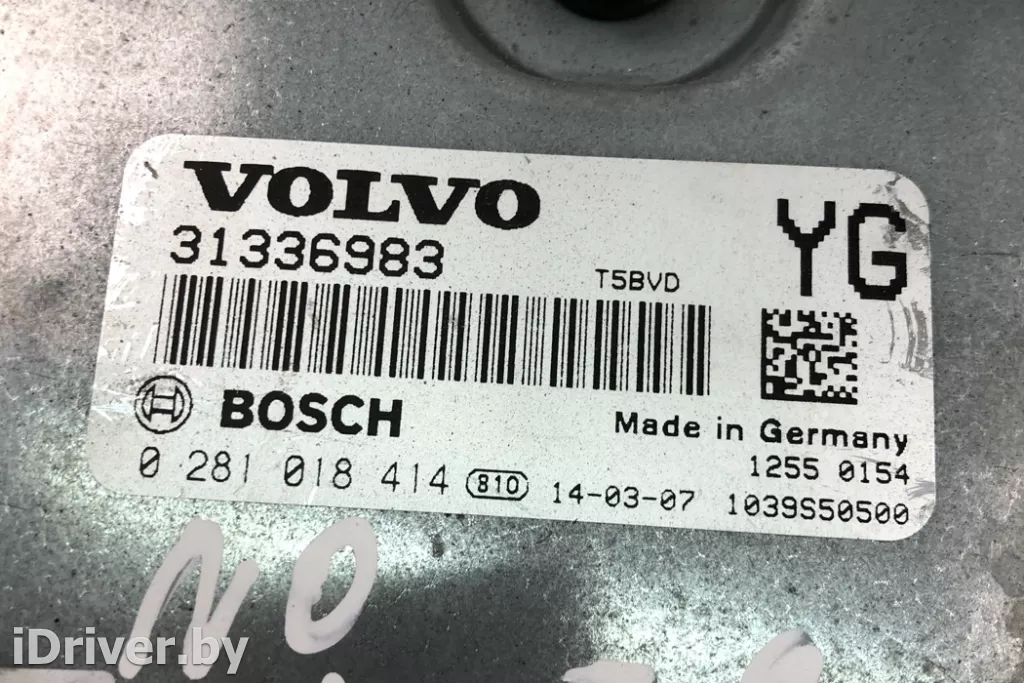 VOLVO
31336983
T5BVD
YG
BOSCH
Made in Germany
1255 0154
0 281 018 414 810 14-03-07 1039S50500
NO
iDriver.by